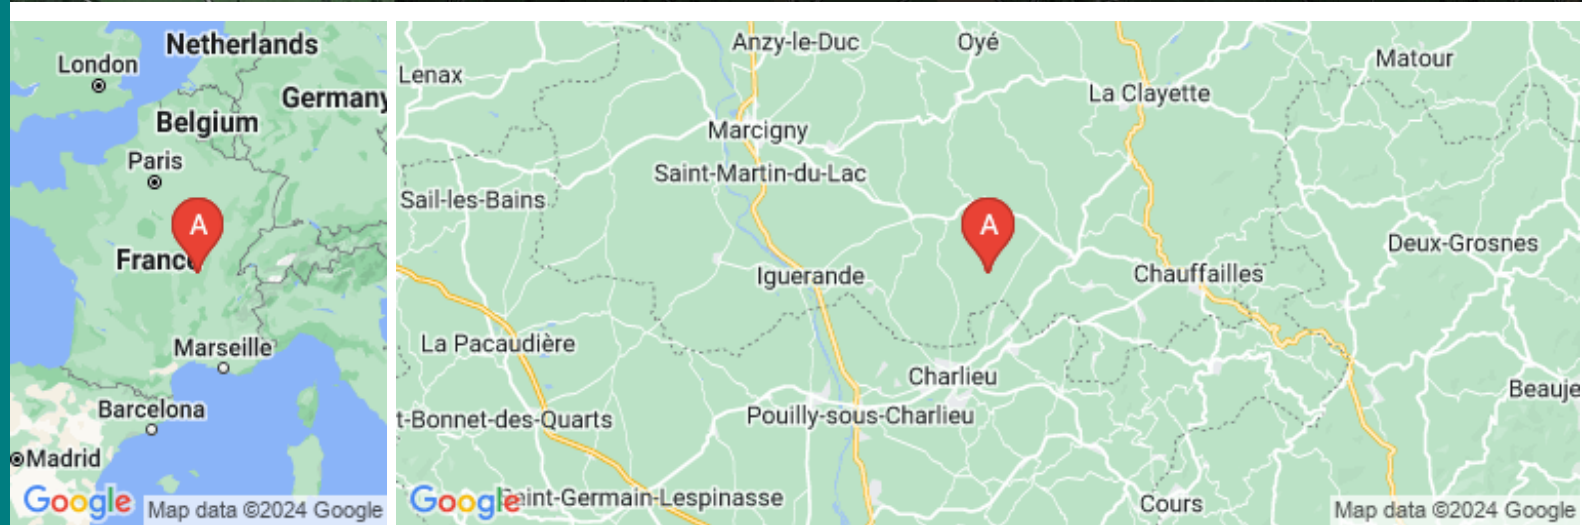 Netherlands
London
Germany
Belgium
Paris
A
France
Marseille
Barcelona
Madrid
Google
Map data ©2024 Google
Anzy-le-Duc
Oyé
Matour
Lenax
La Clayette
Marcigny
Saint-Martin-du-Lac
Sail-les-Bains
A
Deux-Grosnes
Iguerande
Chauffailles
La Pacaudière
Charlieu
Beauje
t-Bonnet-des-Quarts
Pouilly-sous-Charlieu
Google
Saint-Germain-Lespinasse
Cours
Map data ©2024 Google